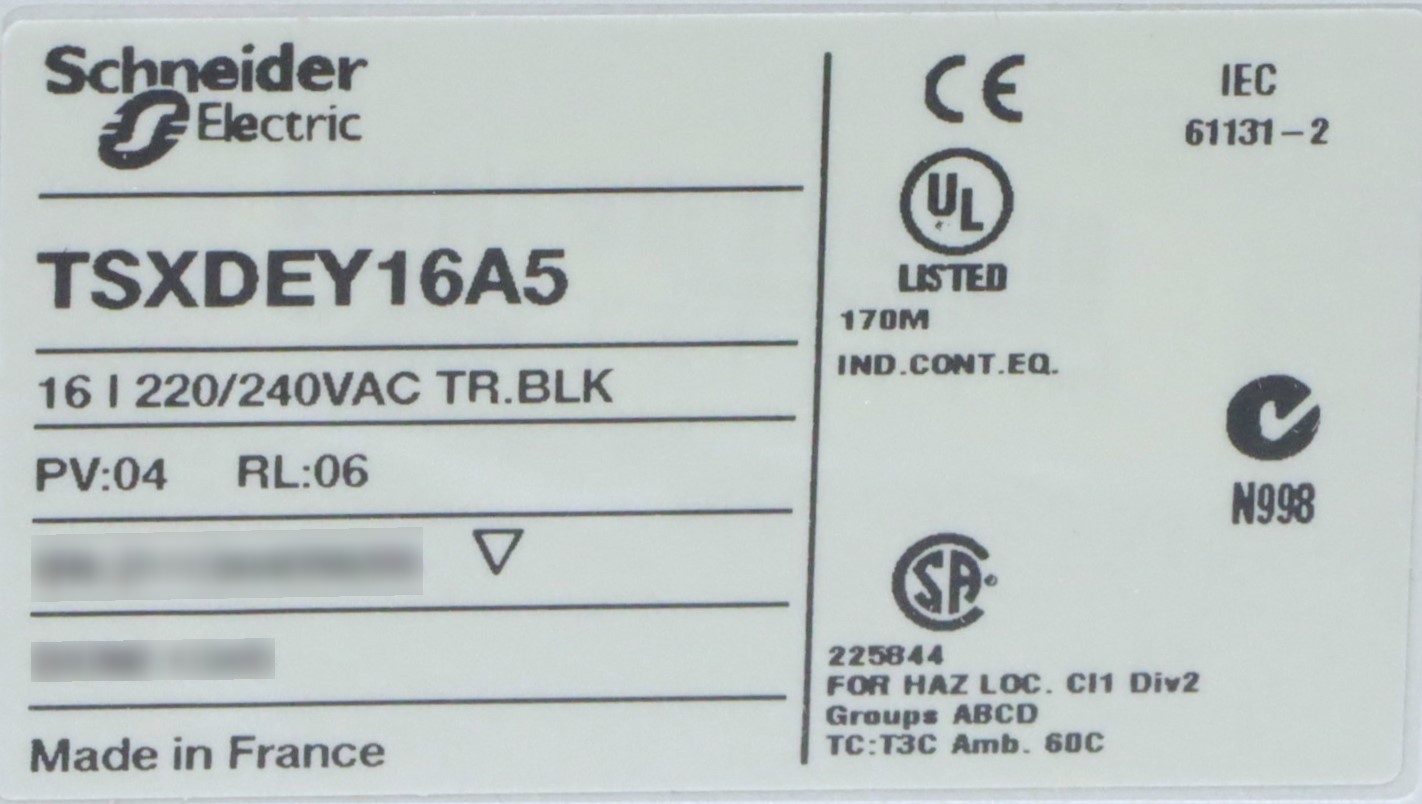 Schneider
Electric
TSXDEY16A5
16 I 220/240VAC TR.BLK
PV:04 RL:06
Made in France
CE
IEC
61131-2
UL
LISTED
170M
IND.CONT.EQ.
N998
SA
225844
FOR HAZ LOC. Cl1 Div2
Groups ABCD
TC:T3C Amb. 60C